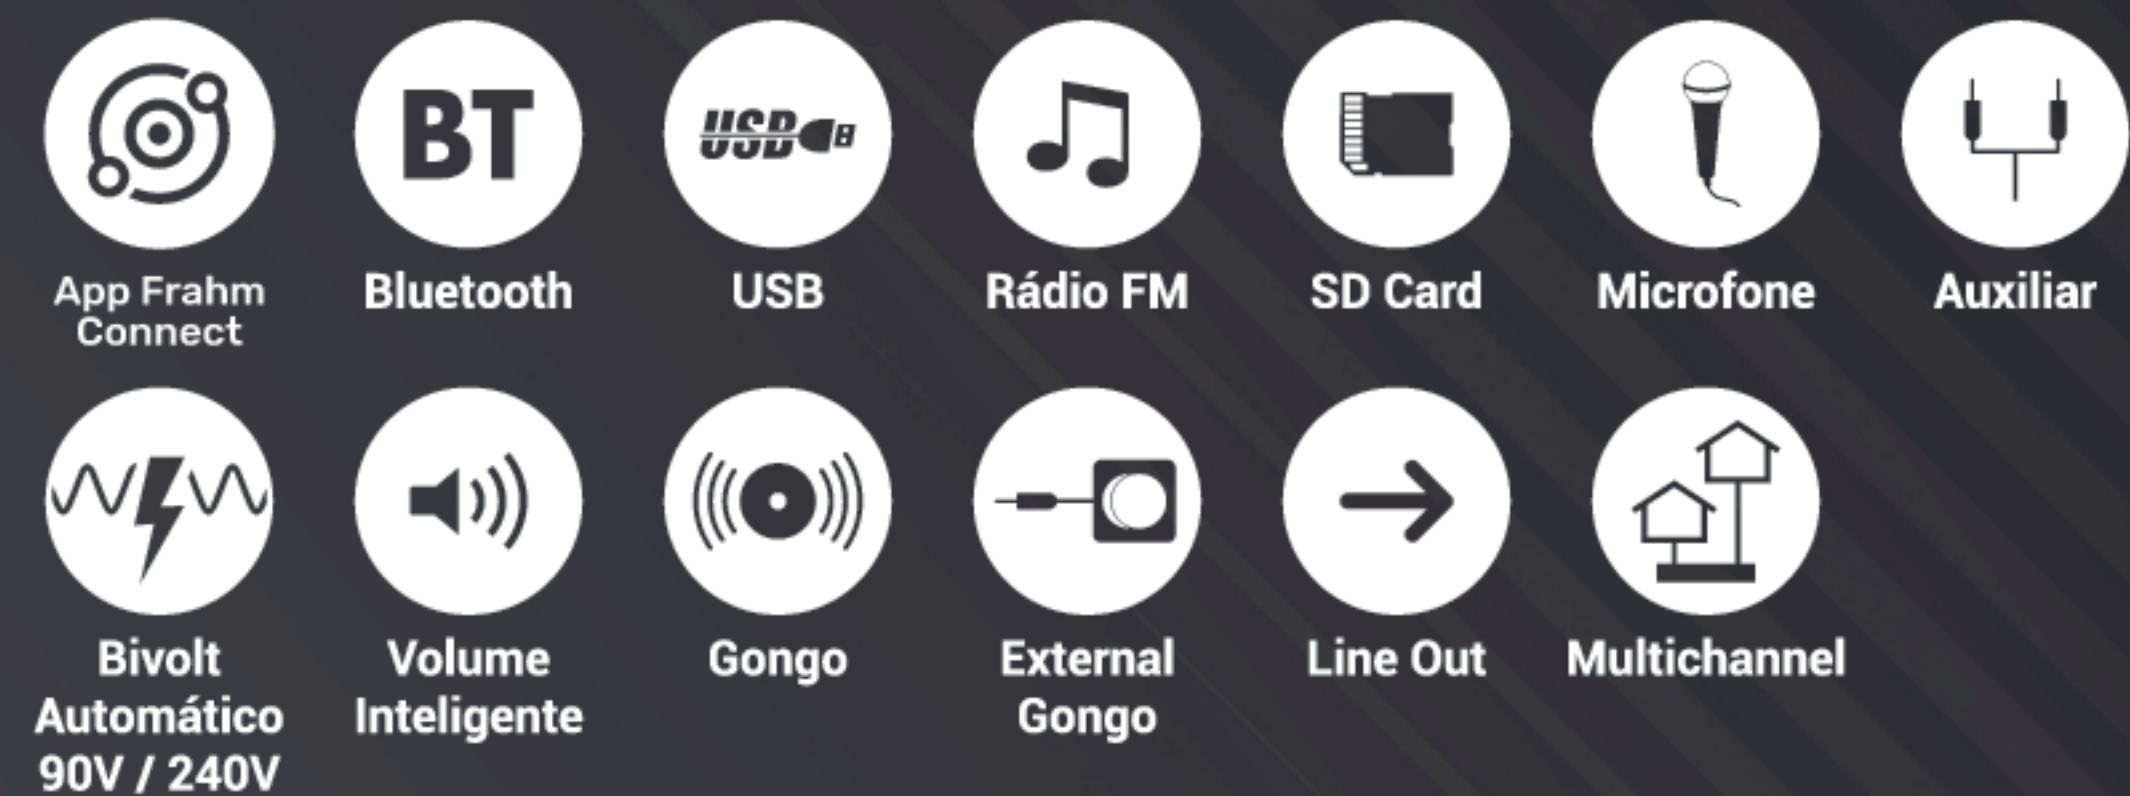 BT
USB
App Frahm
Connect
Bluetooth
USB
Rádio FM
SD Card
Microfone
Auxiliar
Bivolt
Automático
90V / 240V
Volume
Inteligente
Gongo
External
Gongo
Line Out
Multichannel